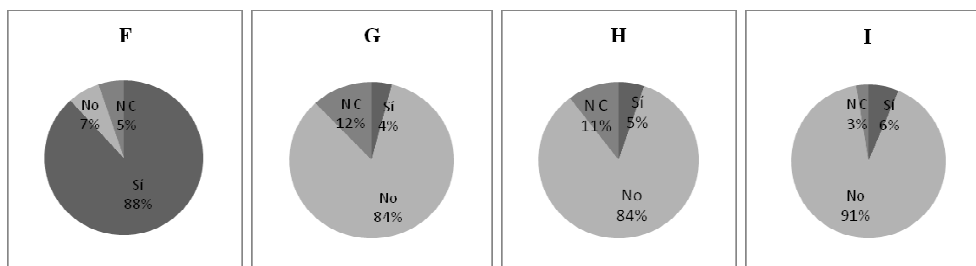 F
No
7%
NC
5%
Sí
88%
G
NC
12%
Sí
4%
No
84%
H
NC
11%
Sí
5%
No
84%
I
NC
3%
Sí
6%
No
91%